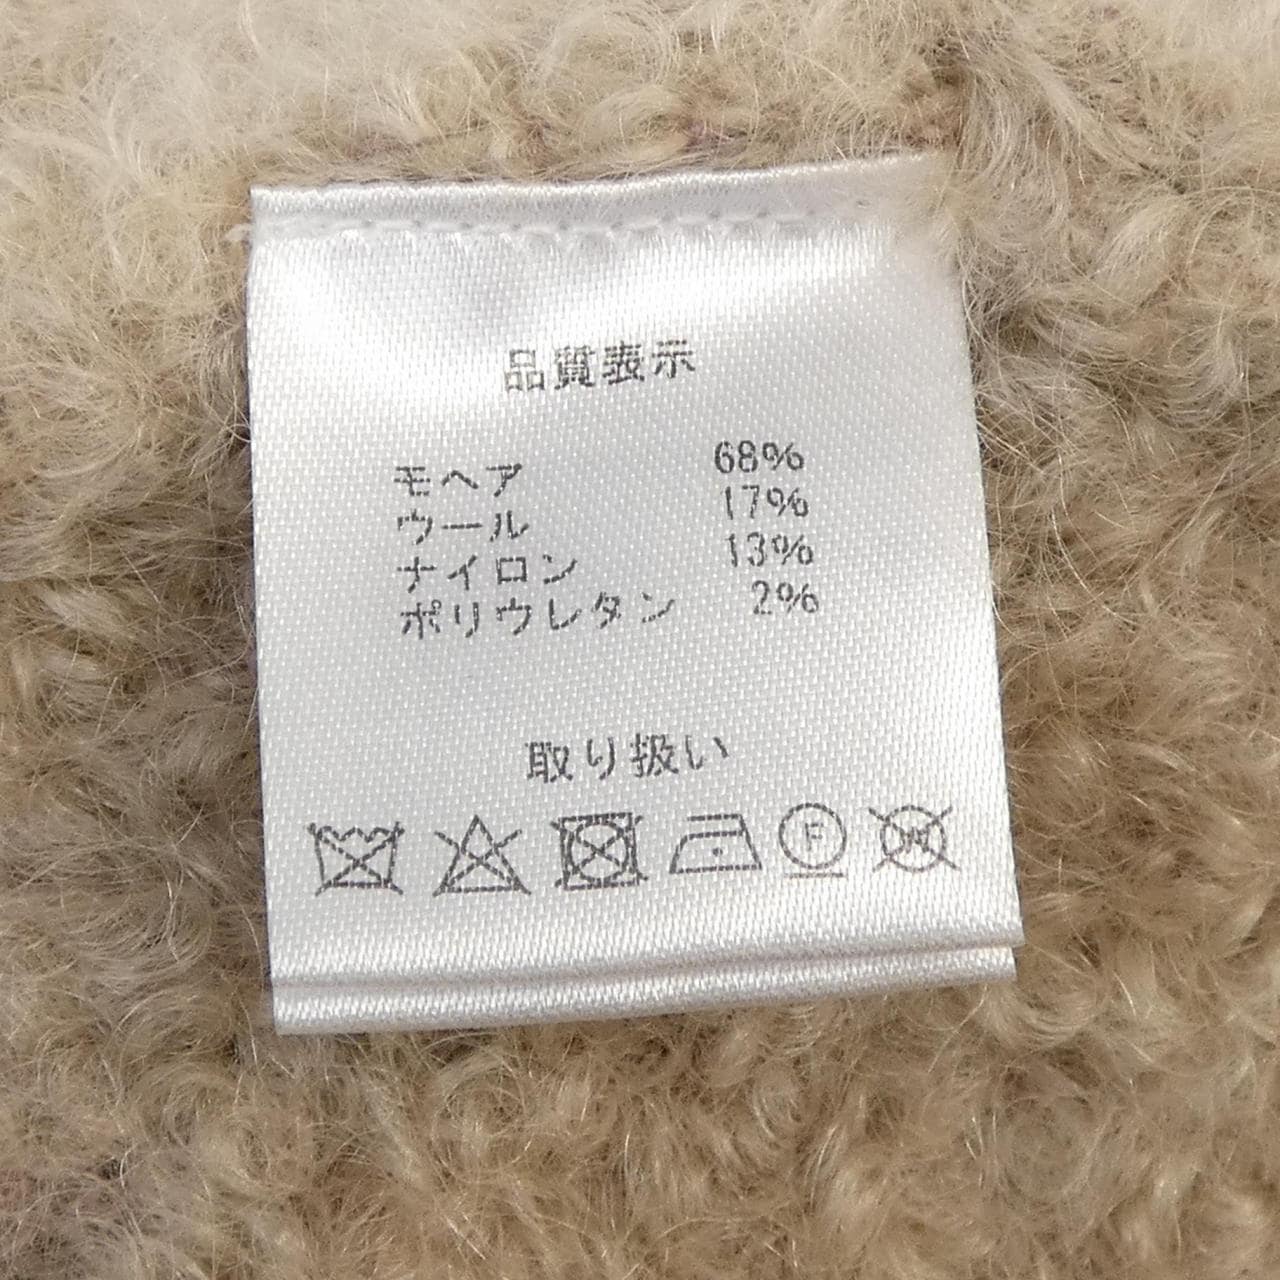 品質表示
モヘア 68%
ウール 17%
ナイロン 13%
ポリウレタン 2%
取り扱い
F W